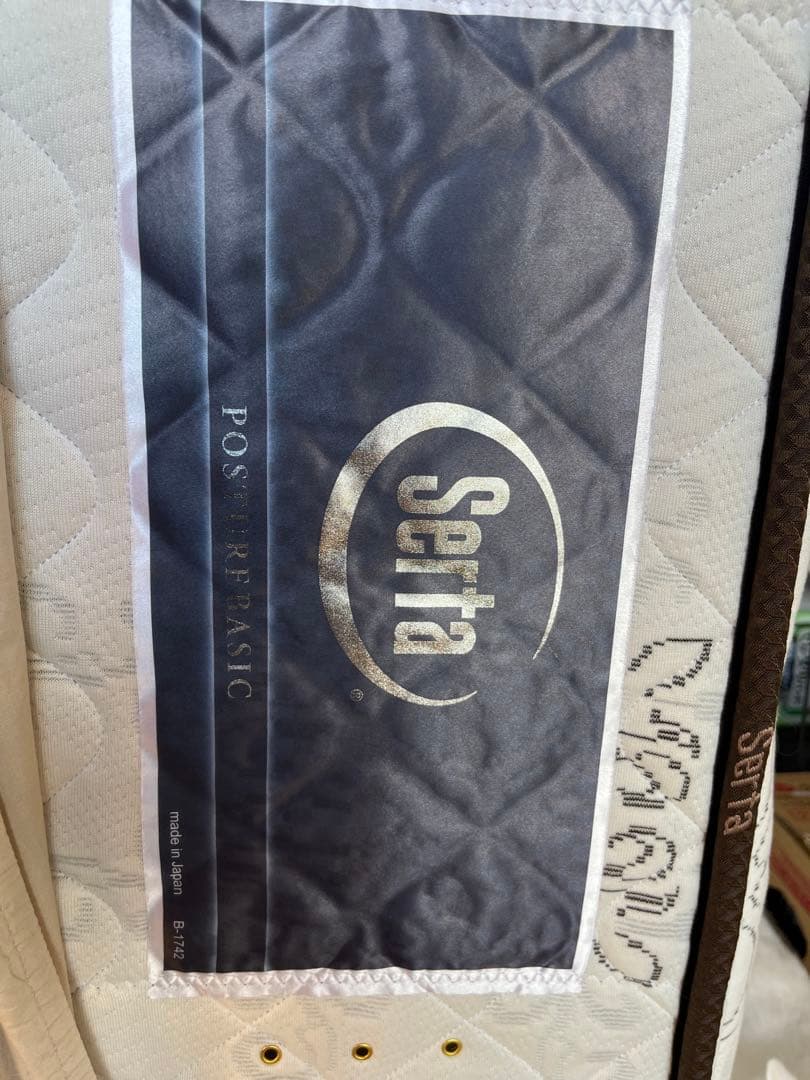 Serta
®
POSTUREBASIC
made in Japan B-1742
Serta